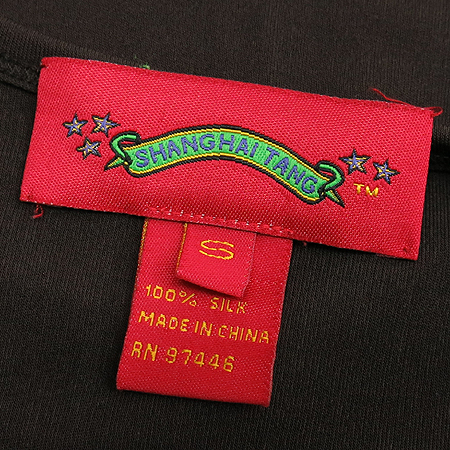 SHANGHAI TANG
TM
S
100% SILK
MADE IN CHINA
RN 97446